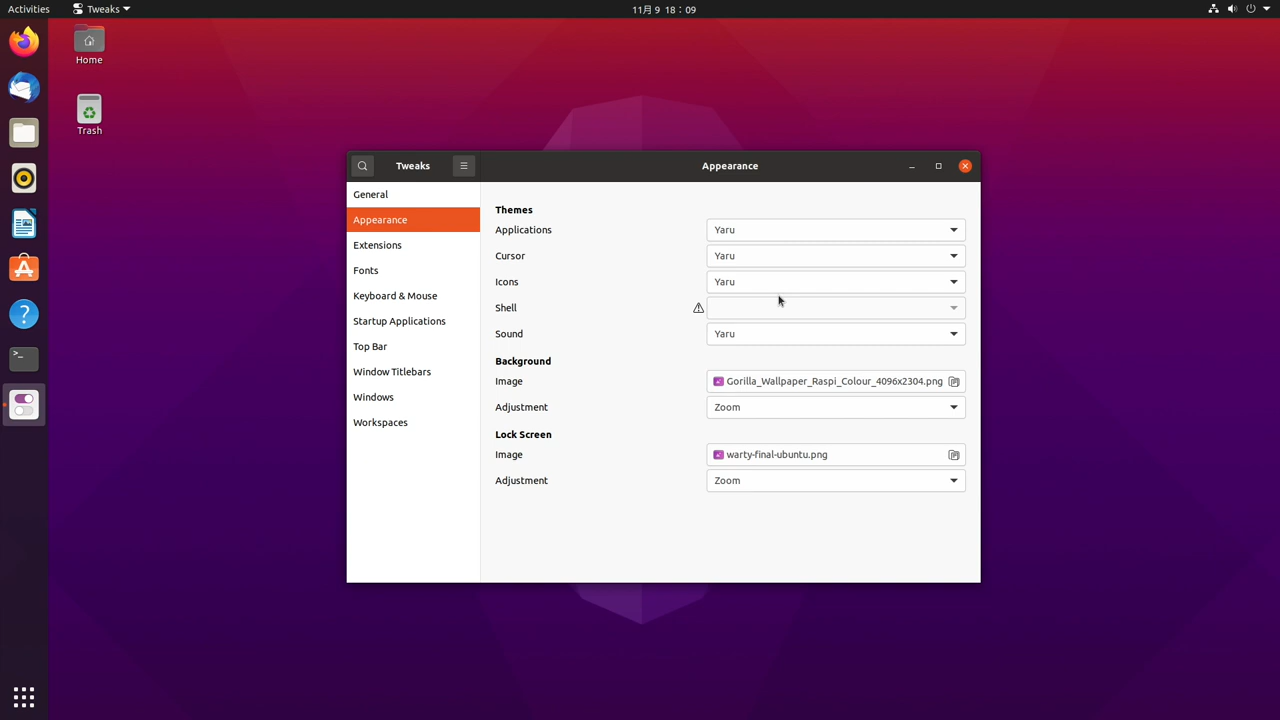 Activities
Tweaks
11月 9 18：09
Home
Trash
Tweaks
Appearance
General
Appearance
Extensions
Fonts
Keyboard & Mouse
Startup Applications
Top Bar
Window Titlebars
Windows
Workspaces
Themes
Applications
Yaru
Cursor
Yaru
Icons
Yaru
Shell
Sound
Yaru
Background
Image
Gorilla_Wallpaper_Raspi_Colour_4096x2304.png
Adjustment
Zoom
Lock Screen
Image
warty-final-ubuntu.png
Adjustment
Zoom